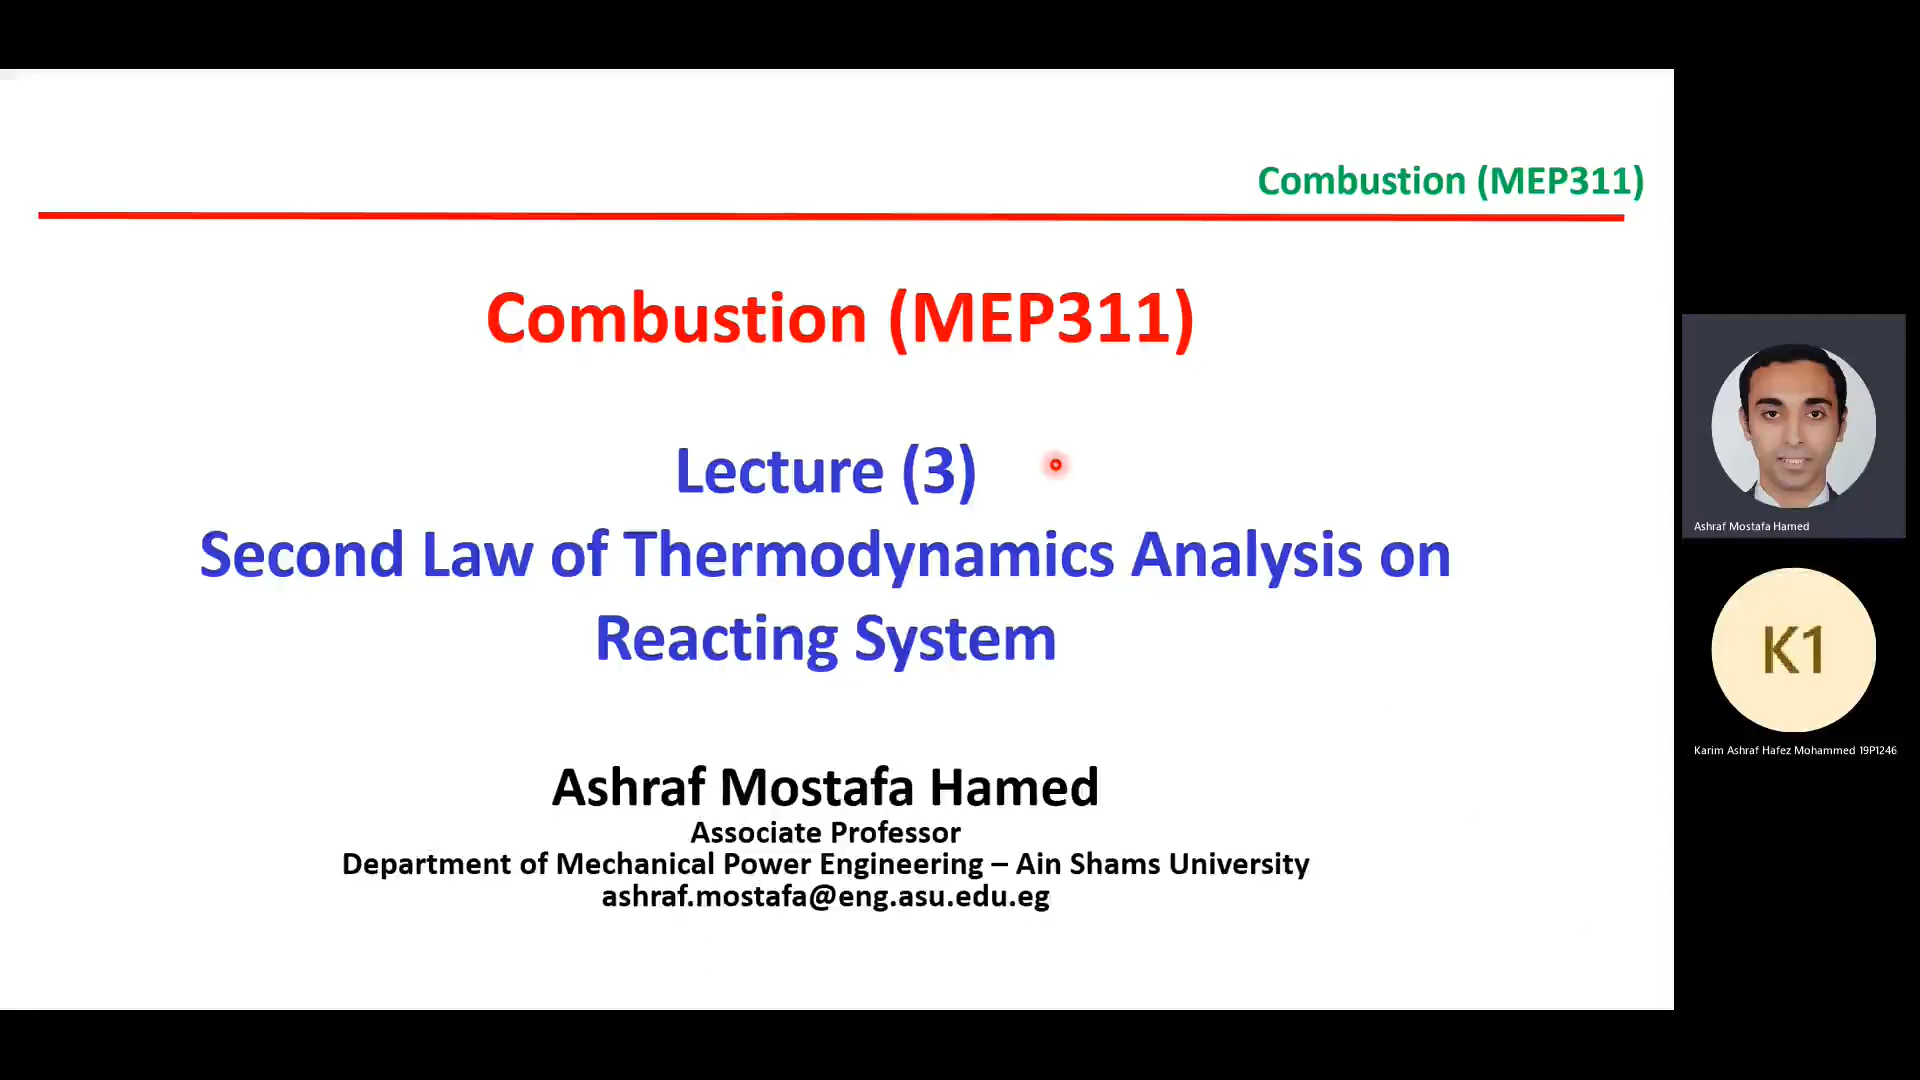 Combustion (MEP311)
Combustion (MEP311)
Lecture (3)
Second Law of Thermodynamics Analysis on
Reacting System
Ashraf Mostafa Hamed
Associate Professor
Department of Mechanical Power Engineering – Ain Shams University
ashraf.mostafa@eng.asu.edu.eg
Ashraf Mostafa Hamed
K1
Karim Ashraf Hafez Mohammed 19P1246